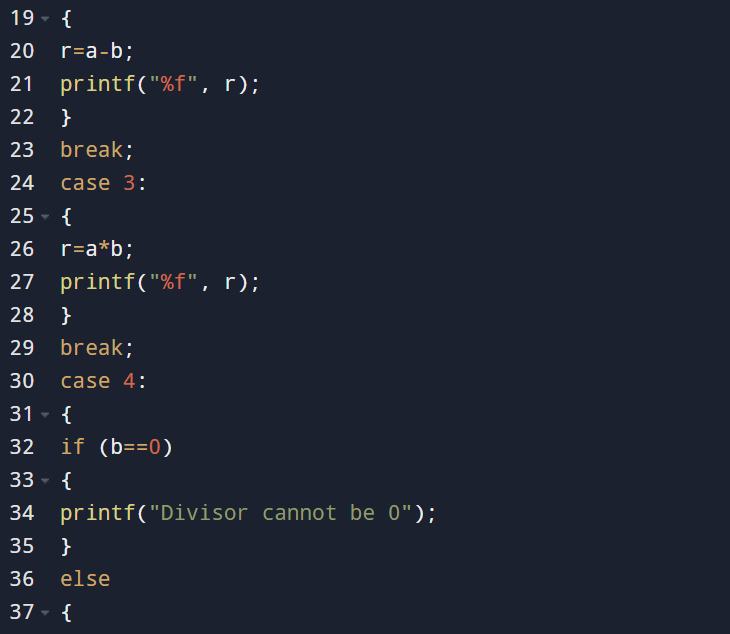 19 {
20 r=a-b;
21 printf("%f", r);
22 }
23 break;
24 case 3:
25 {
26 r=a*b;
27 printf("%f", r);
28 }
29 break;
30 case 4:
31 {
32 if (b==0)
33 {
34 printf("Divisor cannot be 0");
35 }
36 else
37 {